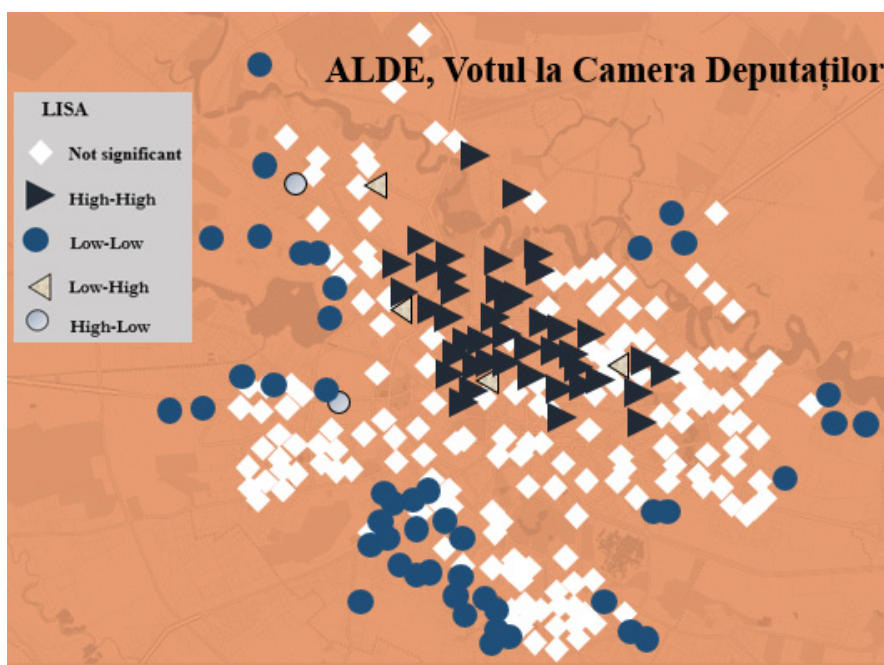 ALDE, Votul la Camera Deputaților
LISA
Not significant
High-High
Low-Low
Low-High
High-Low